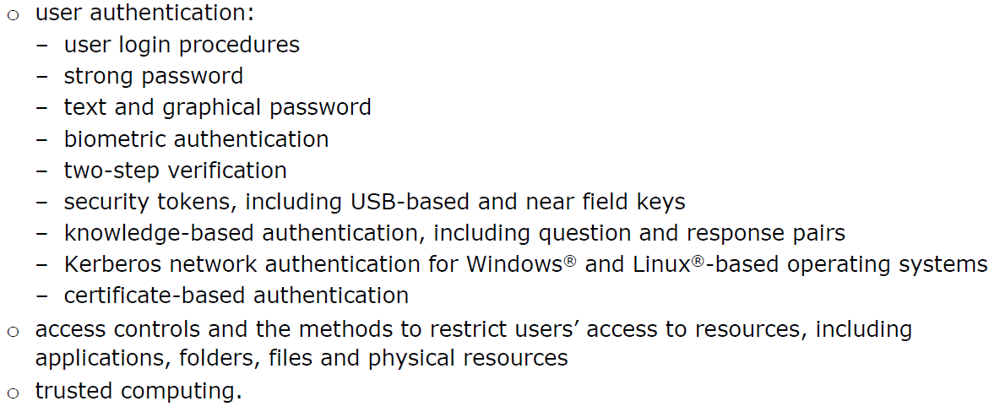 o user authentication:
– user login procedures
– strong password
– text and graphical password
– biometric authentication
– two-step verification
– security tokens, including USB-based and near field keys
– knowledge-based authentication, including question and response pairs
– Kerberos network authentication for Windows® and Linux®-based operating systems
– certificate-based authentication
o access controls and the methods to restrict users’ access to resources, including
applications, folders, files and physical resources
o trusted computing.